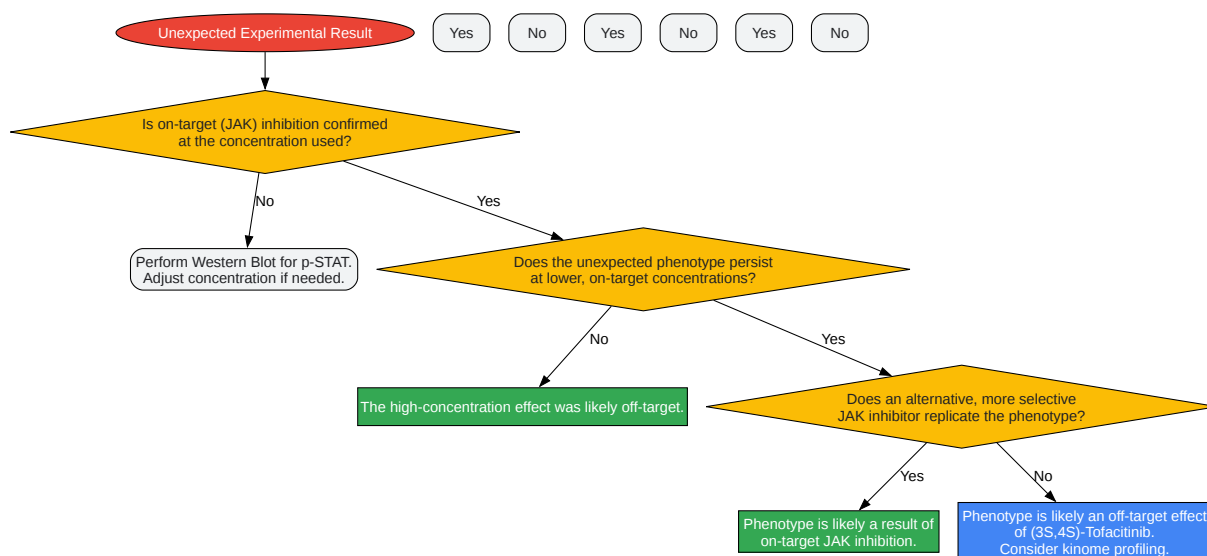 Unexpected Experimental Result
Yes
No
Yes
No
Yes
No
Is on-target (JAK) inhibition confirmed
at the concentration used?
No
Yes
Perform Western Blot for p-STAT.
Adjust concentration if needed.
Does the unexpected phenotype persist
at lower, on-target concentrations?
No
Yes
The high-concentration effect was likely off-target.
Does an alternative, more selective
JAK inhibitor replicate the phenotype?
Yes
No
Phenotype is likely a result of
on-target JAK inhibition.
Phenotype is likely an off-target effect
of (3S,4S)-Tofacitinib.
Consider kinome profiling.